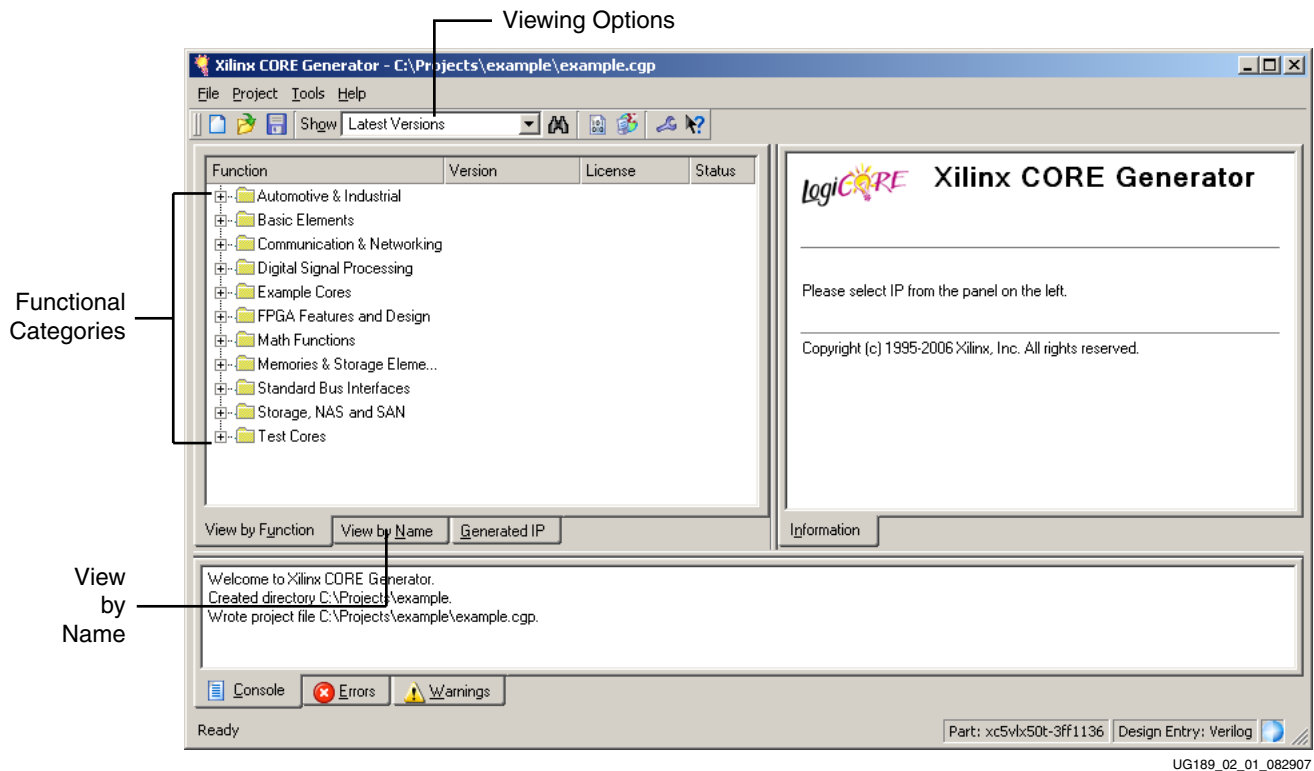 Viewing Options
Xilinx CORE Generator - C:\Projects\example\example.cgp
File Project Tools Help
Show Latest Versions
Function Version License Status
Automotive & Industrial
Basic Elements
Communication & Networking
Digital Signal Processing
Example Cores
FPGA Features and Design
Math Functions
Memories & Storage Eleme...
Standard Bus Interfaces
Storage, NAS and SAN
Test Cores
Functional
Categories
View by Function View by Name Generated IP
LogiCORE Xilinx CORE Generator
Please select IP from the panel on the left.
Copyright (c) 1995-2006 Xilinx, Inc. All rights reserved.
Information
View
by
Name
Welcome to Xilinx CORE Generator.
Created directory C:\Projects\example.
Wrote project file C:\Projects\example\example.cgp.
Console Errors Warnings
Ready Part: xc5vlx50t-3ff1136 Design Entry: Verilog
UG189_02_01_082907